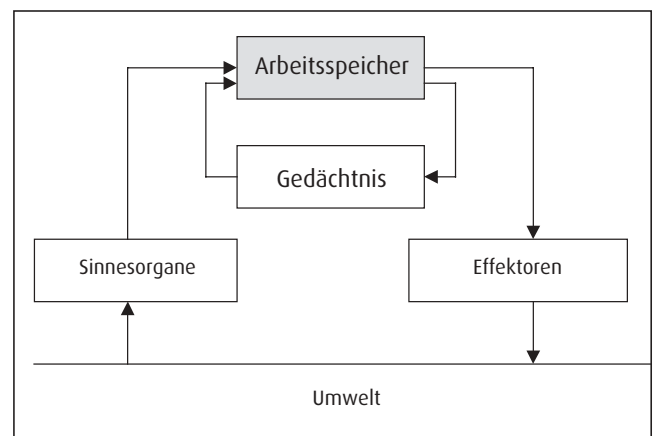 Arbeitsspeicher
Gedächtnis
Sinnesorgane
Effektoren
Umwelt